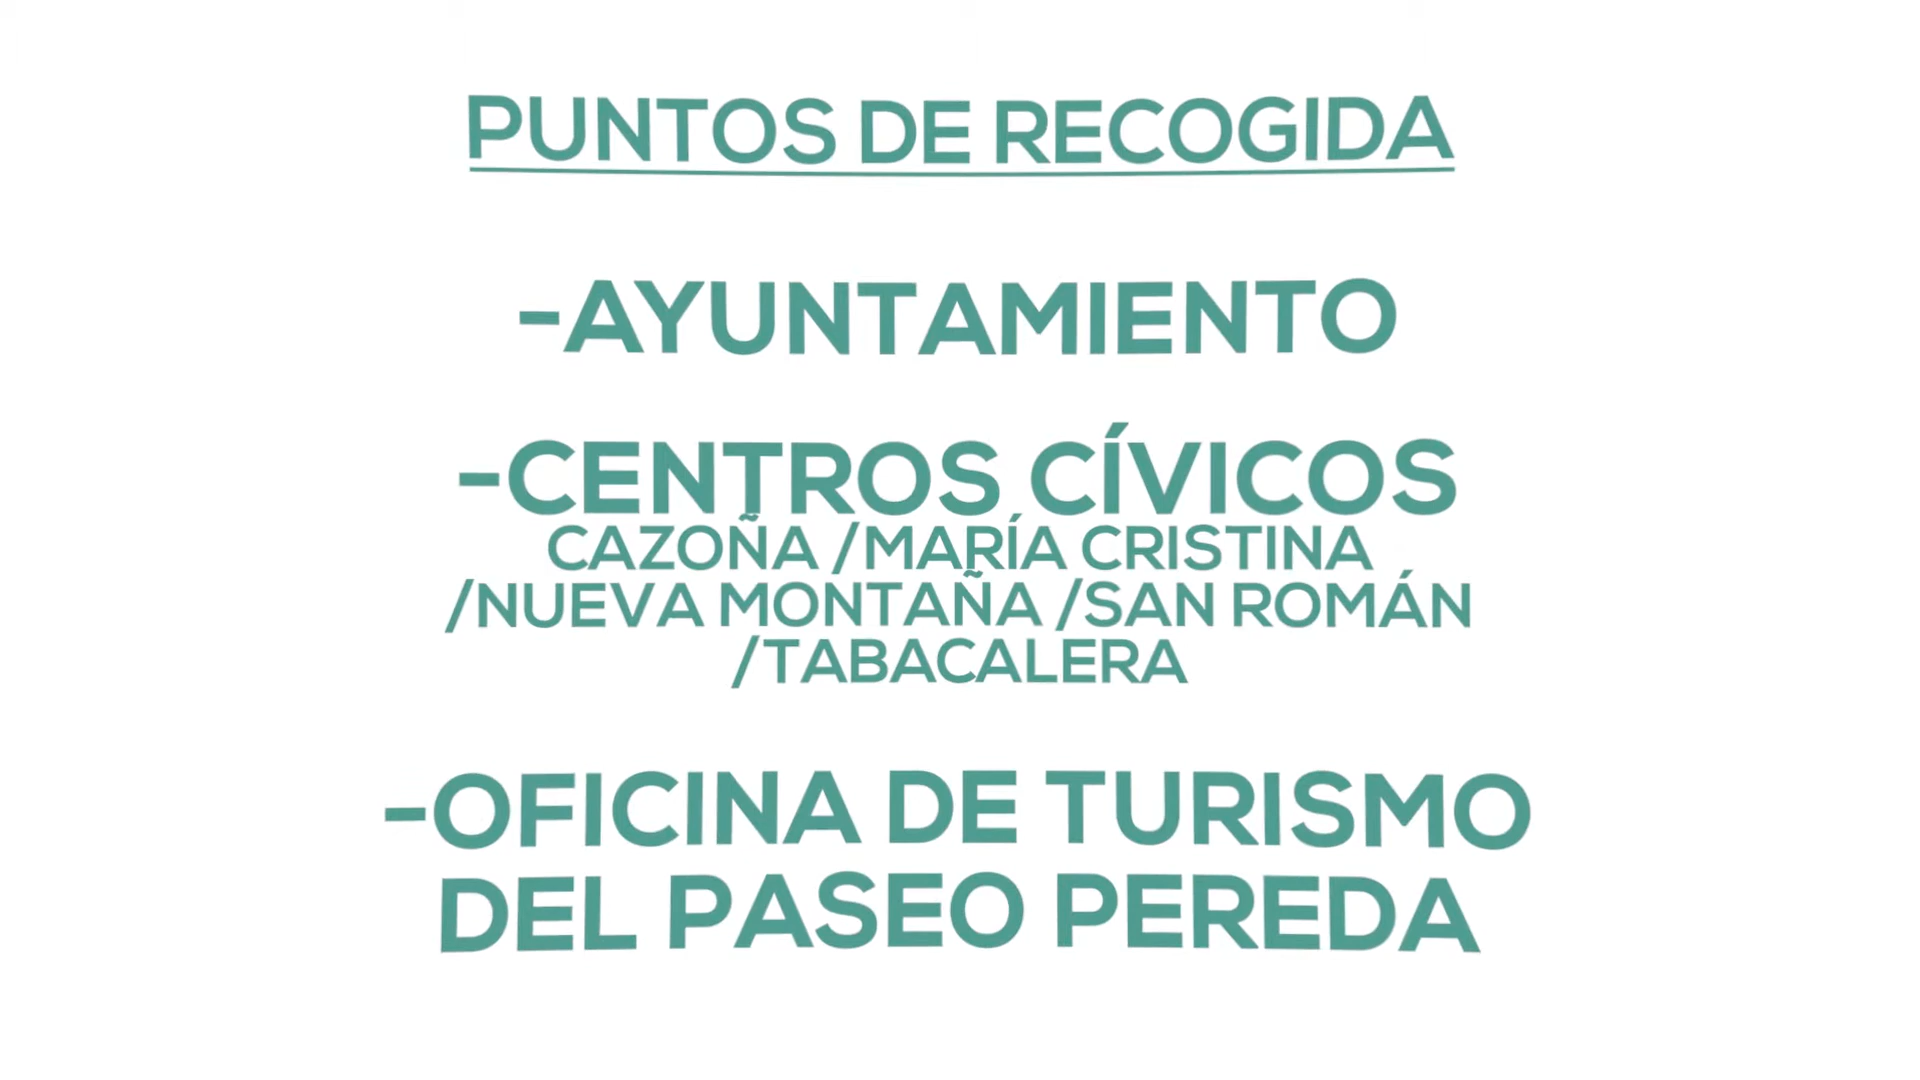 PUNTOS DE RECOGIDA
-AYUNTAMIENTO
-CENTROS CÍVICOS
CAZOÑA /MARÍA CRISTINA
/NUEVA MONTAÑA /SAN ROMÁN
/TABACALERA
-OFICINA DE TURISMO
DEL PASEO PEREDA